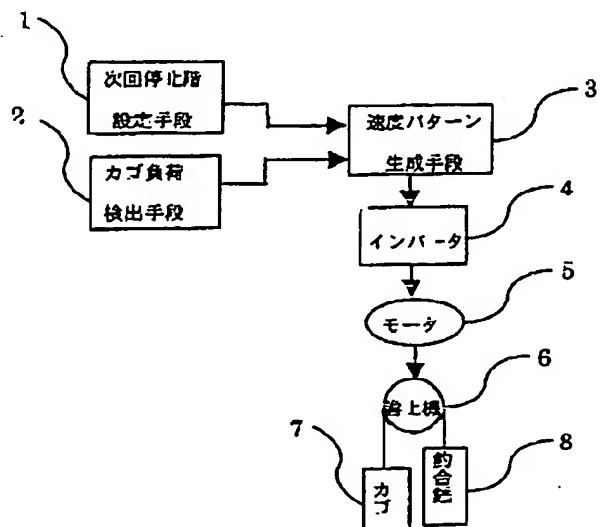 1
次回停止階
設定手段
2
カゴ負荷
検出手段
速度パターン
生成手段
3
インバータ
4
モータ
5
捲上機
6
7
カゴ
釣合錘
8